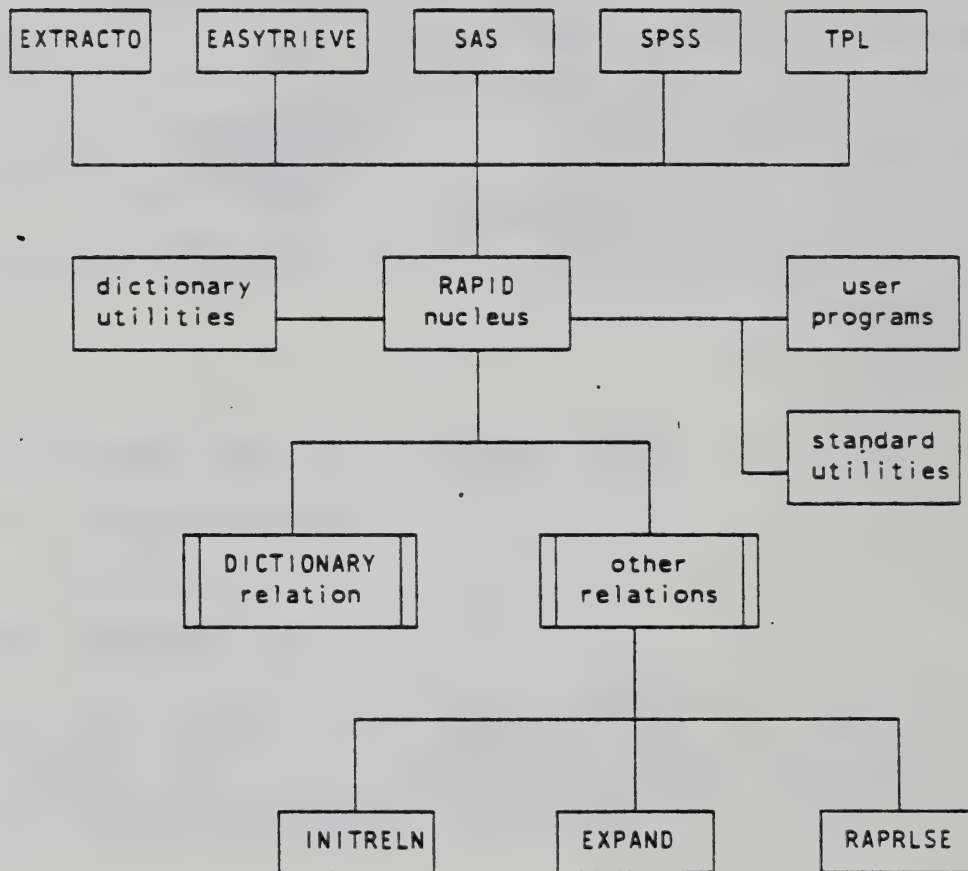 EXTRACTO
EASYTRIEVE
SAS
SPSS
TPL
dictionary
utilities
RAPID
nucleus
user
programs
standard
utilities
DICTIONARY
relation
other
relations
INITRELN
EXPAND
RAPRLSE